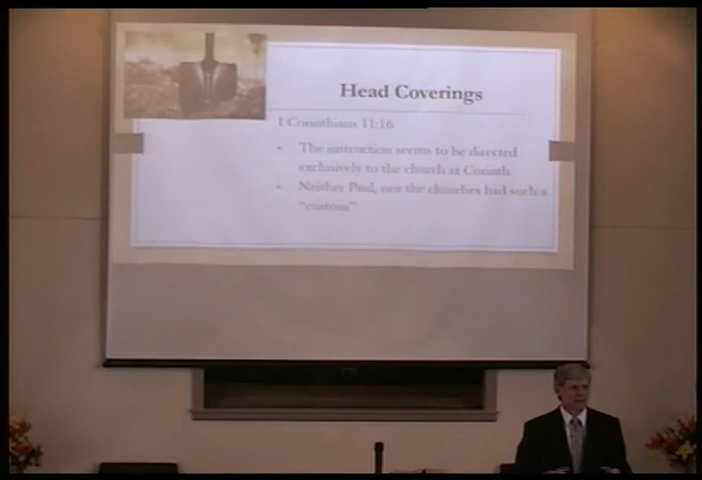 Head Coverings
1 Corinthians 11:16
• The instruction seems to be directed
exclusively to the church at Corinth
• Neither Paul, nor the churches had such a
"custom"